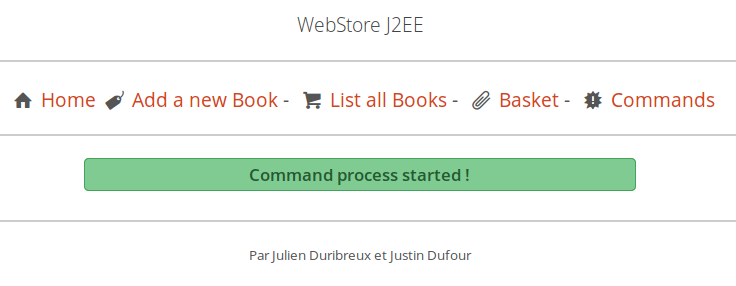 WebStore J2EE
Home Add a new Book - List all Books - Basket - Commands
Command process started !
Par Julien Duribreux et Justin Dufour